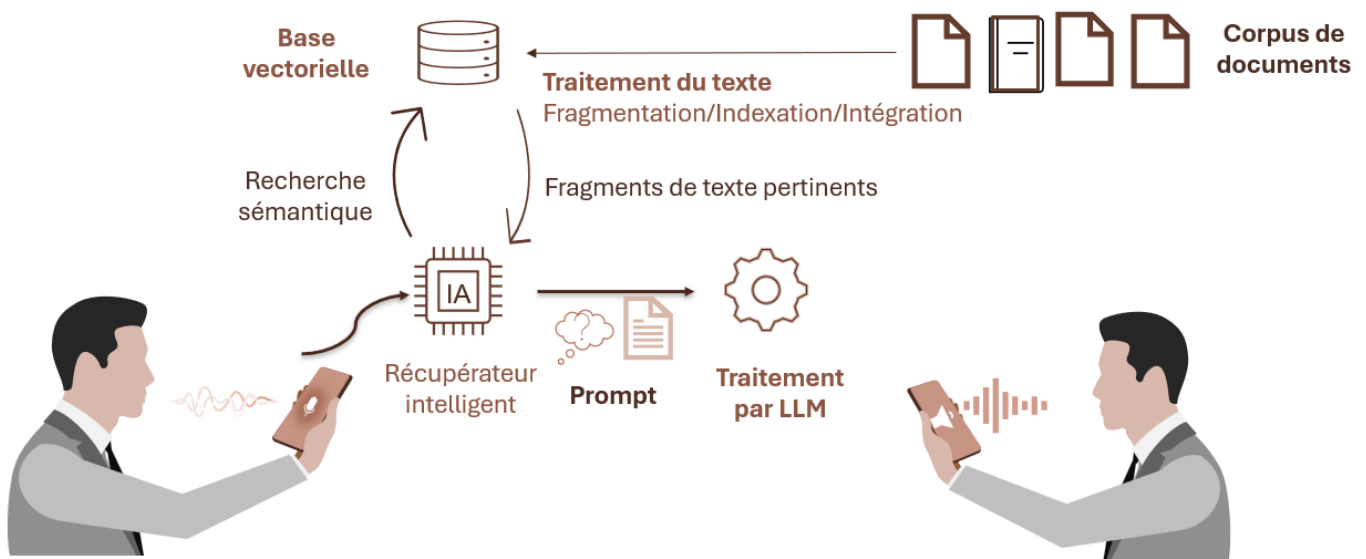 Base
vectorielle
Corpus de
documents
Traitement du texte
Fragmentation/Indexation/Intégration
Recherche
sémantique
Fragments de texte pertinents
IA
?
Récupérateur
intelligent
Prompt
Traitement
par LLM